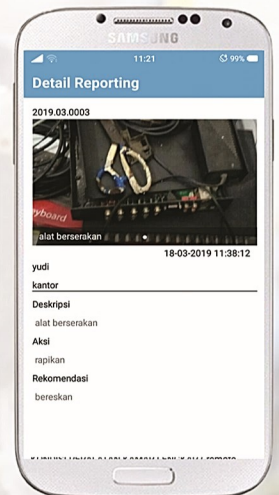 SAMSUNG
11:21
99%
Detail Reporting
2019.03.0003
yboard
alat berserakan
18-03-2019 11:38:12
yudi
kantor
Deskripsi
alat berserakan
Aksi
rapikan
Rekomendasi
bereskan